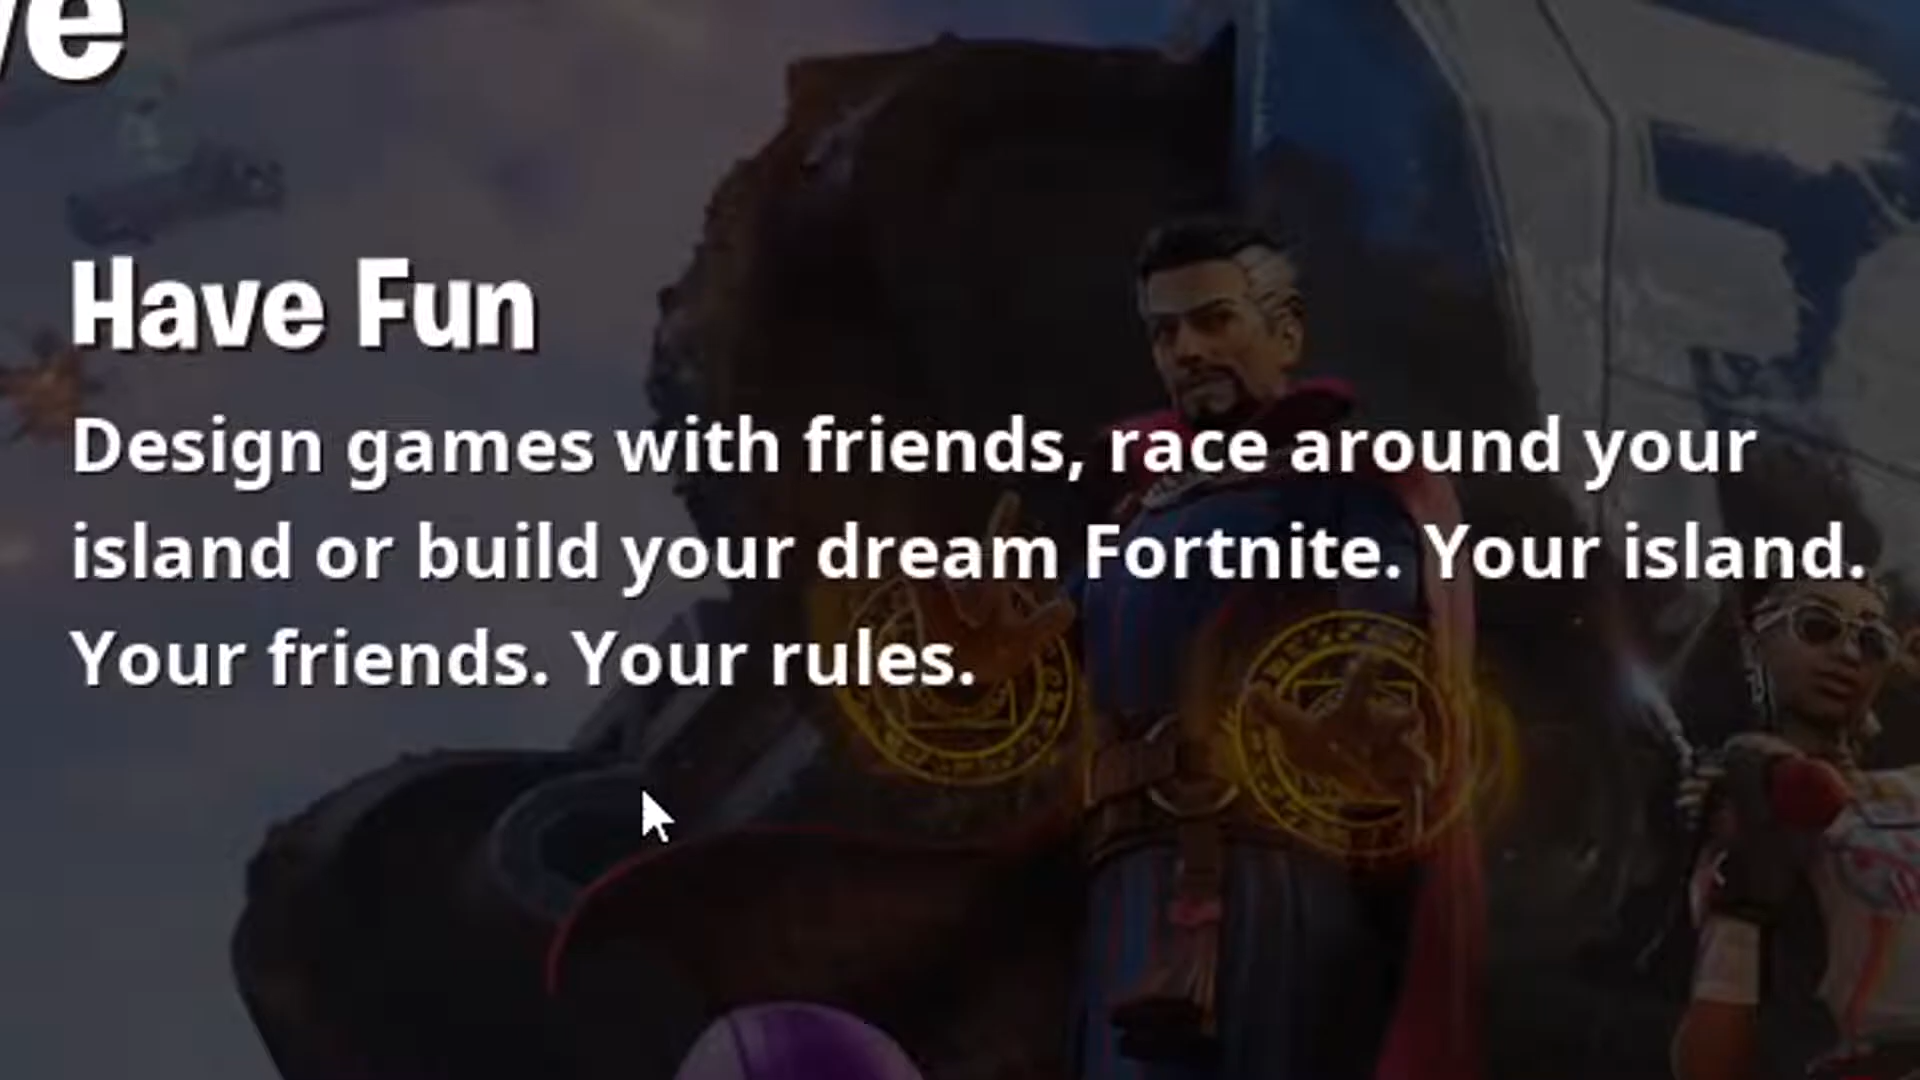 ve
Have Fun
Design games with friends, race around your
island or build your dream Fortnite. Your island.
Your friends. Your rules.